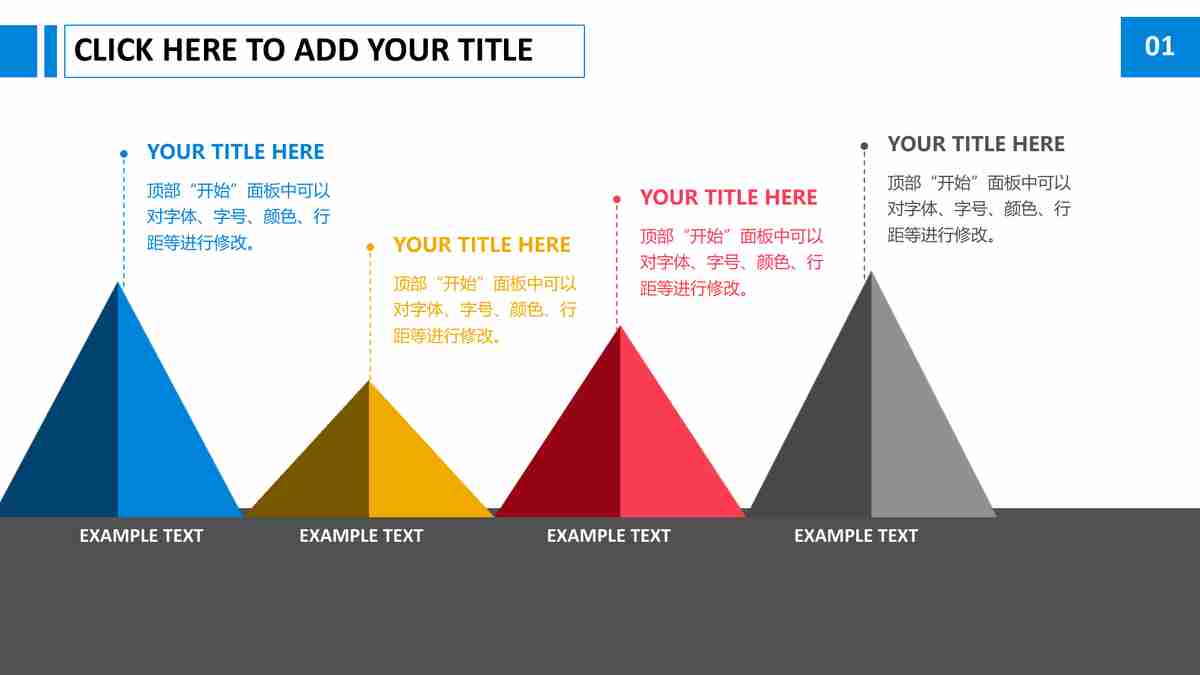 CLICK HERE TO ADD YOUR TITLE
01
YOUR TITLE HERE
顶部“开始”面板中可以
对字体、字号、颜色、行
距等进行修改。
YOUR TITLE HERE
顶部“开始”面板中可以
对字体、字号、颜色、行
距等进行修改。
YOUR TITLE HERE
顶部“开始”面板中可以
对字体、字号、颜色、行
距等进行修改。
YOUR TITLE HERE
顶部“开始”面板中可以
对字体、字号、颜色、行
距等进行修改。
EXAMPLE TEXT
EXAMPLE TEXT
EXAMPLE TEXT
EXAMPLE TEXT